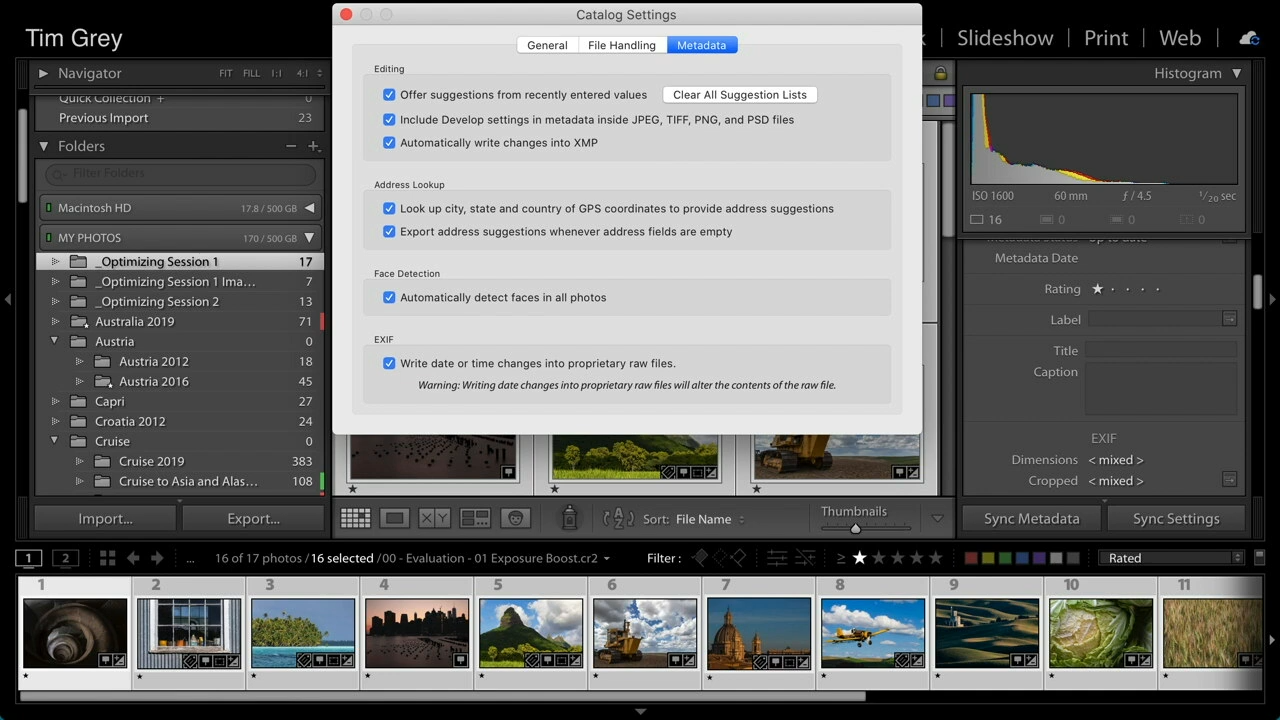 Catalog Settings
General File Handling Metadata
Editing
Offer suggestions from recently entered values Clear All Suggestion Lists
Include Develop settings in metadata inside JPEG, TIFF, PNG, and PSD files
Automatically write changes into XMP
Address Lookup
Look up city, state and country of GPS coordinates to provide address suggestions
Export address suggestions whenever address fields are empty
Face Detection
Automatically detect faces in all photos
EXIF
Write date or time changes into proprietary raw files.
Warning: Writing date changes into proprietary raw files will alter the contents of the raw file.
Tim Grey
Slideshow | Print | Web |
Navigator FIT FILL 1:1 4:1
Quick Collection + 0
Previous Import 23
Folders
Filter Folders
Macintosh HD 17.8 / 500 GB
MY PHOTOS 170 / 500 GB
_Optimizing Session 1 17
_Optimizing Session 1 Ima... 7
_Optimizing Session 2 13
Australia 2019 71
Austria 0
Austria 2012 18
Austria 2016 45
Capri 27
Croatia 2012 24
Cruise 0
Cruise 2019 383
Cruise to Asia and Alas... 108
Import... Export...
Histogram
ISO 1600 60 mm ƒ / 4.5 1/20 sec
16 0 0 0
Metadata Status Up to date
Metadata Date
Rating
Label
Title
Caption
EXIF
Dimensions < mixed >
Cropped < mixed >
Sync Metadata Sync Settings
X Y Sort: File Name Thumbnails
1 2 ... 16 of 17 photos / 16 selected / 00 - Evaluation - 01 Exposure Boost.cr2 Filter : ≥ Rated
1 2 3 4 5 6 7 8 9 10 11